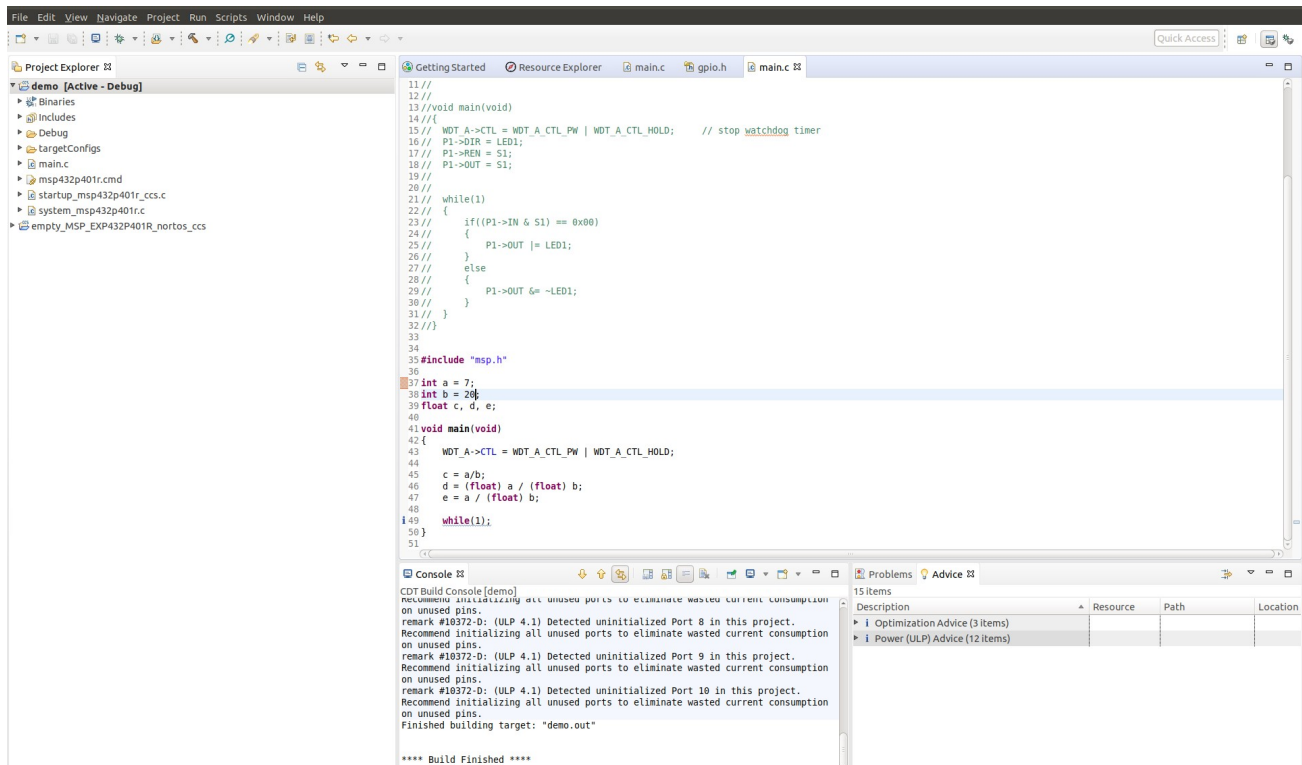 File Edit View Navigate Project Run Scripts Window Help
Quick Access
Project Explorer
demo [Active - Debug]
Binaries
Includes
Debug
targetConfigs
main.c
msp432p401r.cmd
startup_msp432p401r_ccs.c
system_msp432p401r.c
empty_MSP_EXP432P401R_nortos_ccs
Getting Started Resource Explorer main.c gpio.h main.c
11 //
12 //
13 //void main(void)
14 //{
15 // WDT_A->CTL = WDT_A_CTL_PW | WDT_A_CTL_HOLD; // stop watchdog timer
16 // P1->DIR = LED1;
17 // P1->REN = S1;
18 // P1->OUT = S1;
19 //
20 //
21 // while(1)
22 // {
23 // if((P1->IN & S1) == 0x00)
24 // {
25 // P1->OUT |= LED1;
26 // }
27 // else
28 // {
29 // P1->OUT &= ~LED1;
30 // }
31 // }
32 //}
33
34
35 #include "msp.h"
36
37 int a = 7;
38 int b = 20;
39 float c, d, e;
40
41 void main(void)
42 {
43 WDT_A->CTL = WDT_A_CTL_PW | WDT_A_CTL_HOLD;
44
45 c = a/b;
46 d = (float) a / (float) b;
47 e = a / (float) b;
48
i 49 while(1);
50 }
51
Console
CDT Build Console [demo]
Recommend initializing all unused ports to eliminate wasted current consumption
on unused pins.
remark #10372-D: (ULP 4.1) Detected uninitialized Port 8 in this project.
Recommend initializing all unused ports to eliminate wasted current consumption
on unused pins.
remark #10372-D: (ULP 4.1) Detected uninitialized Port 9 in this project.
Recommend initializing all unused ports to eliminate wasted current consumption
on unused pins.
remark #10372-D: (ULP 4.1) Detected uninitialized Port 10 in this project.
Recommend initializing all unused ports to eliminate wasted current consumption
on unused pins.
Finished building target: "demo.out"
**** Build Finished ****
Problems Advice
15 items
Description Resource Path Location
i Optimization Advice (3 items)
i Power (ULP) Advice (12 items)